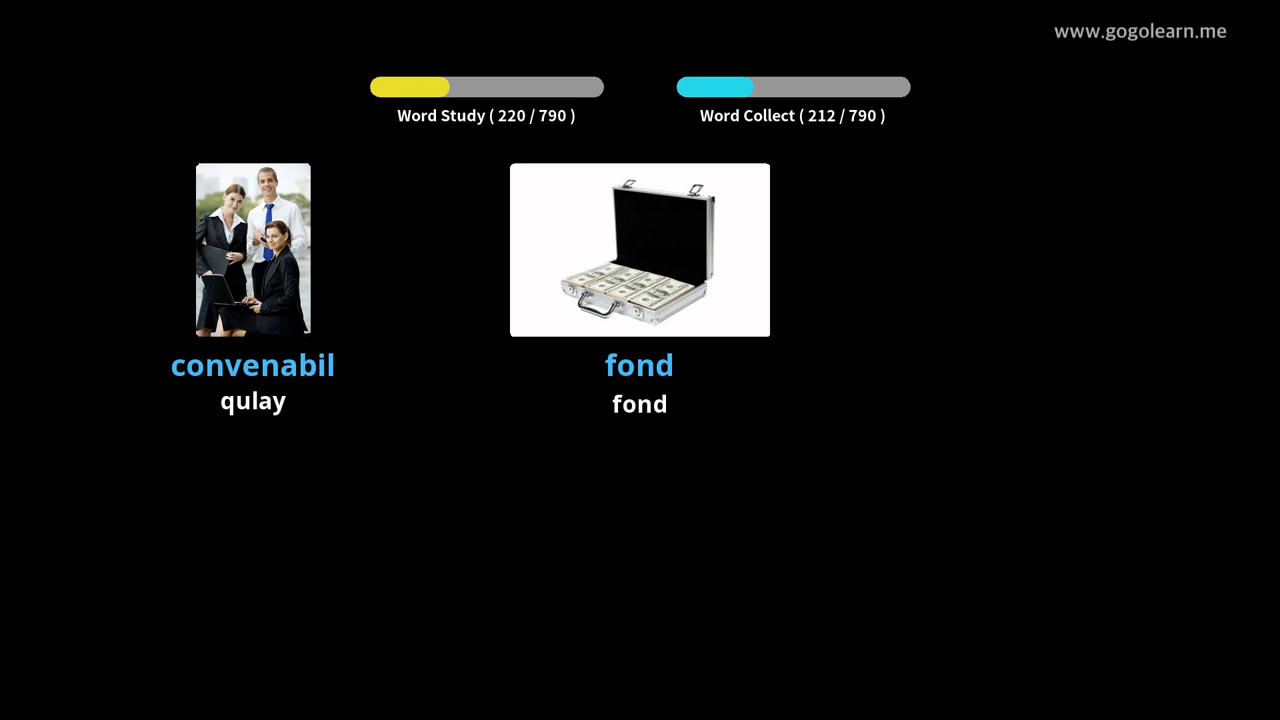 www.gogolearn.me
Word Study ( 220 / 790 )
Word Collect ( 212 / 790 )
convenabil
qulay
fond
fond